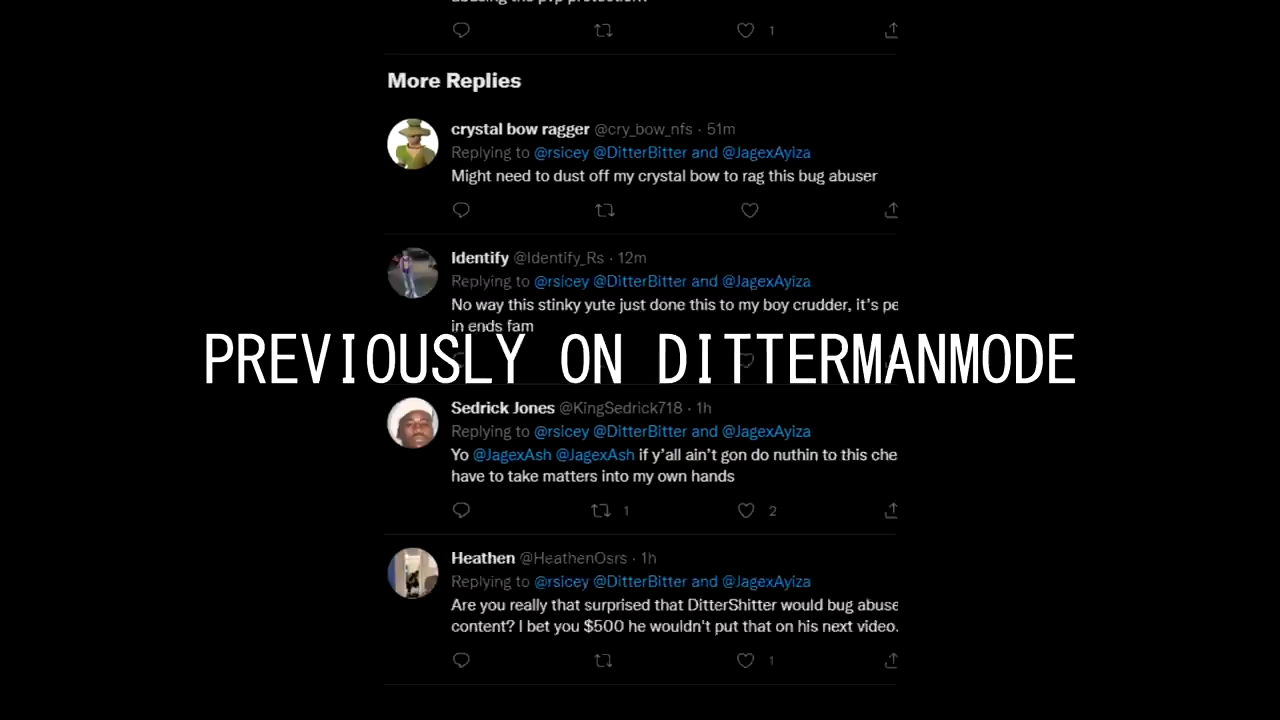 abusing the pvp protection?
1
More Replies
crystal bow ragger @cry_bow_nfs · 51m
Replying to @rsicey @DitterBitter and @JagexAyiza
Might need to dust off my crystal bow to rag this bug abuser
Identify @Identify_Rs · 12m
Replying to @rsicey @DitterBitter and @JagexAyiza
No way this stinky yute just done this to my boy crudder, it's pe
in ends fam
PREVIOUSLY ON DITTERMANMODE
Sedrick Jones @KingSedrick718 · 1h
Replying to @rsicey @DitterBitter and @JagexAyiza
Yo @JagexAsh @JagexAsh if y'all ain't gon do nuthin to this che
have to take matters into my own hands
1 2
Heathen @HeathenOsrs · 1h
Replying to @rsicey @DitterBitter and @JagexAyiza
Are you really that surprised that DitterShitter would bug abuse
content? I bet you $500 he wouldn't put that on his next video.
1